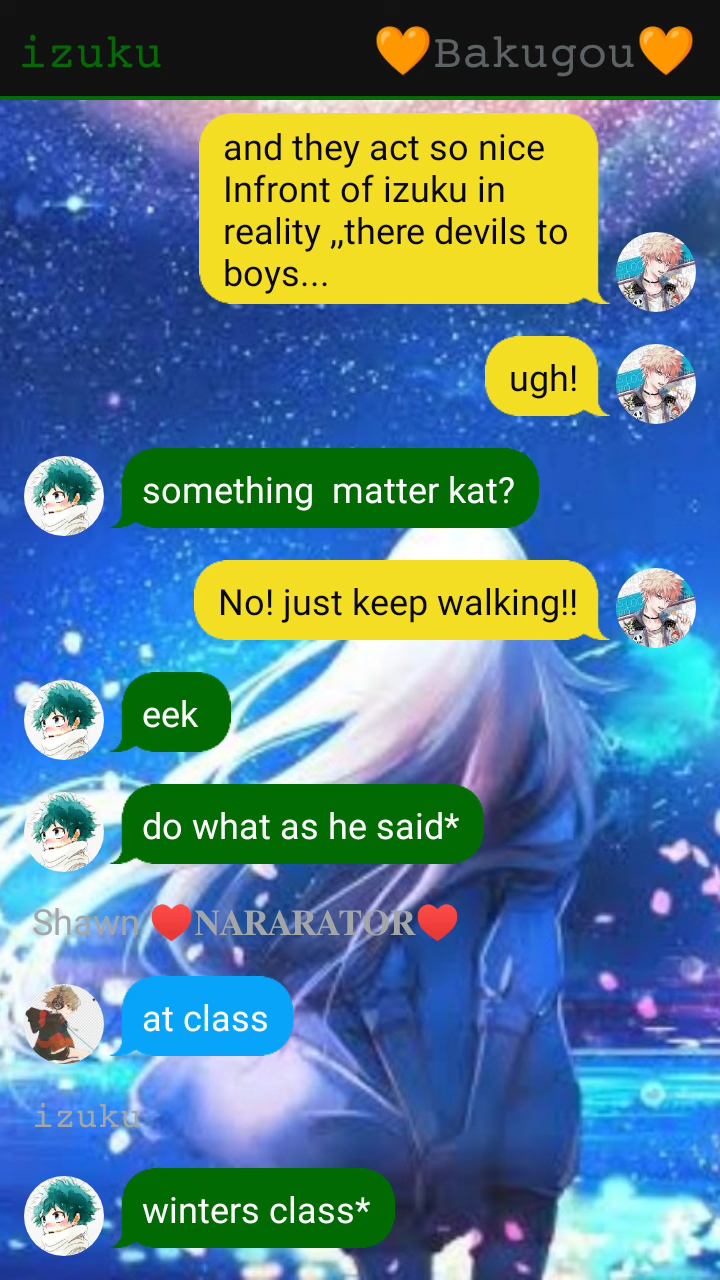 izuku
🧡Bakugou🧡
and they act so nice
Infront of izuku in
reality ,,there devils to
boys...
ugh!
something  matter kat?
No! just keep walking!!
eek
do what as he said*
Shawn ♥️NARARATOR♥️
at class
izuku
winters class*